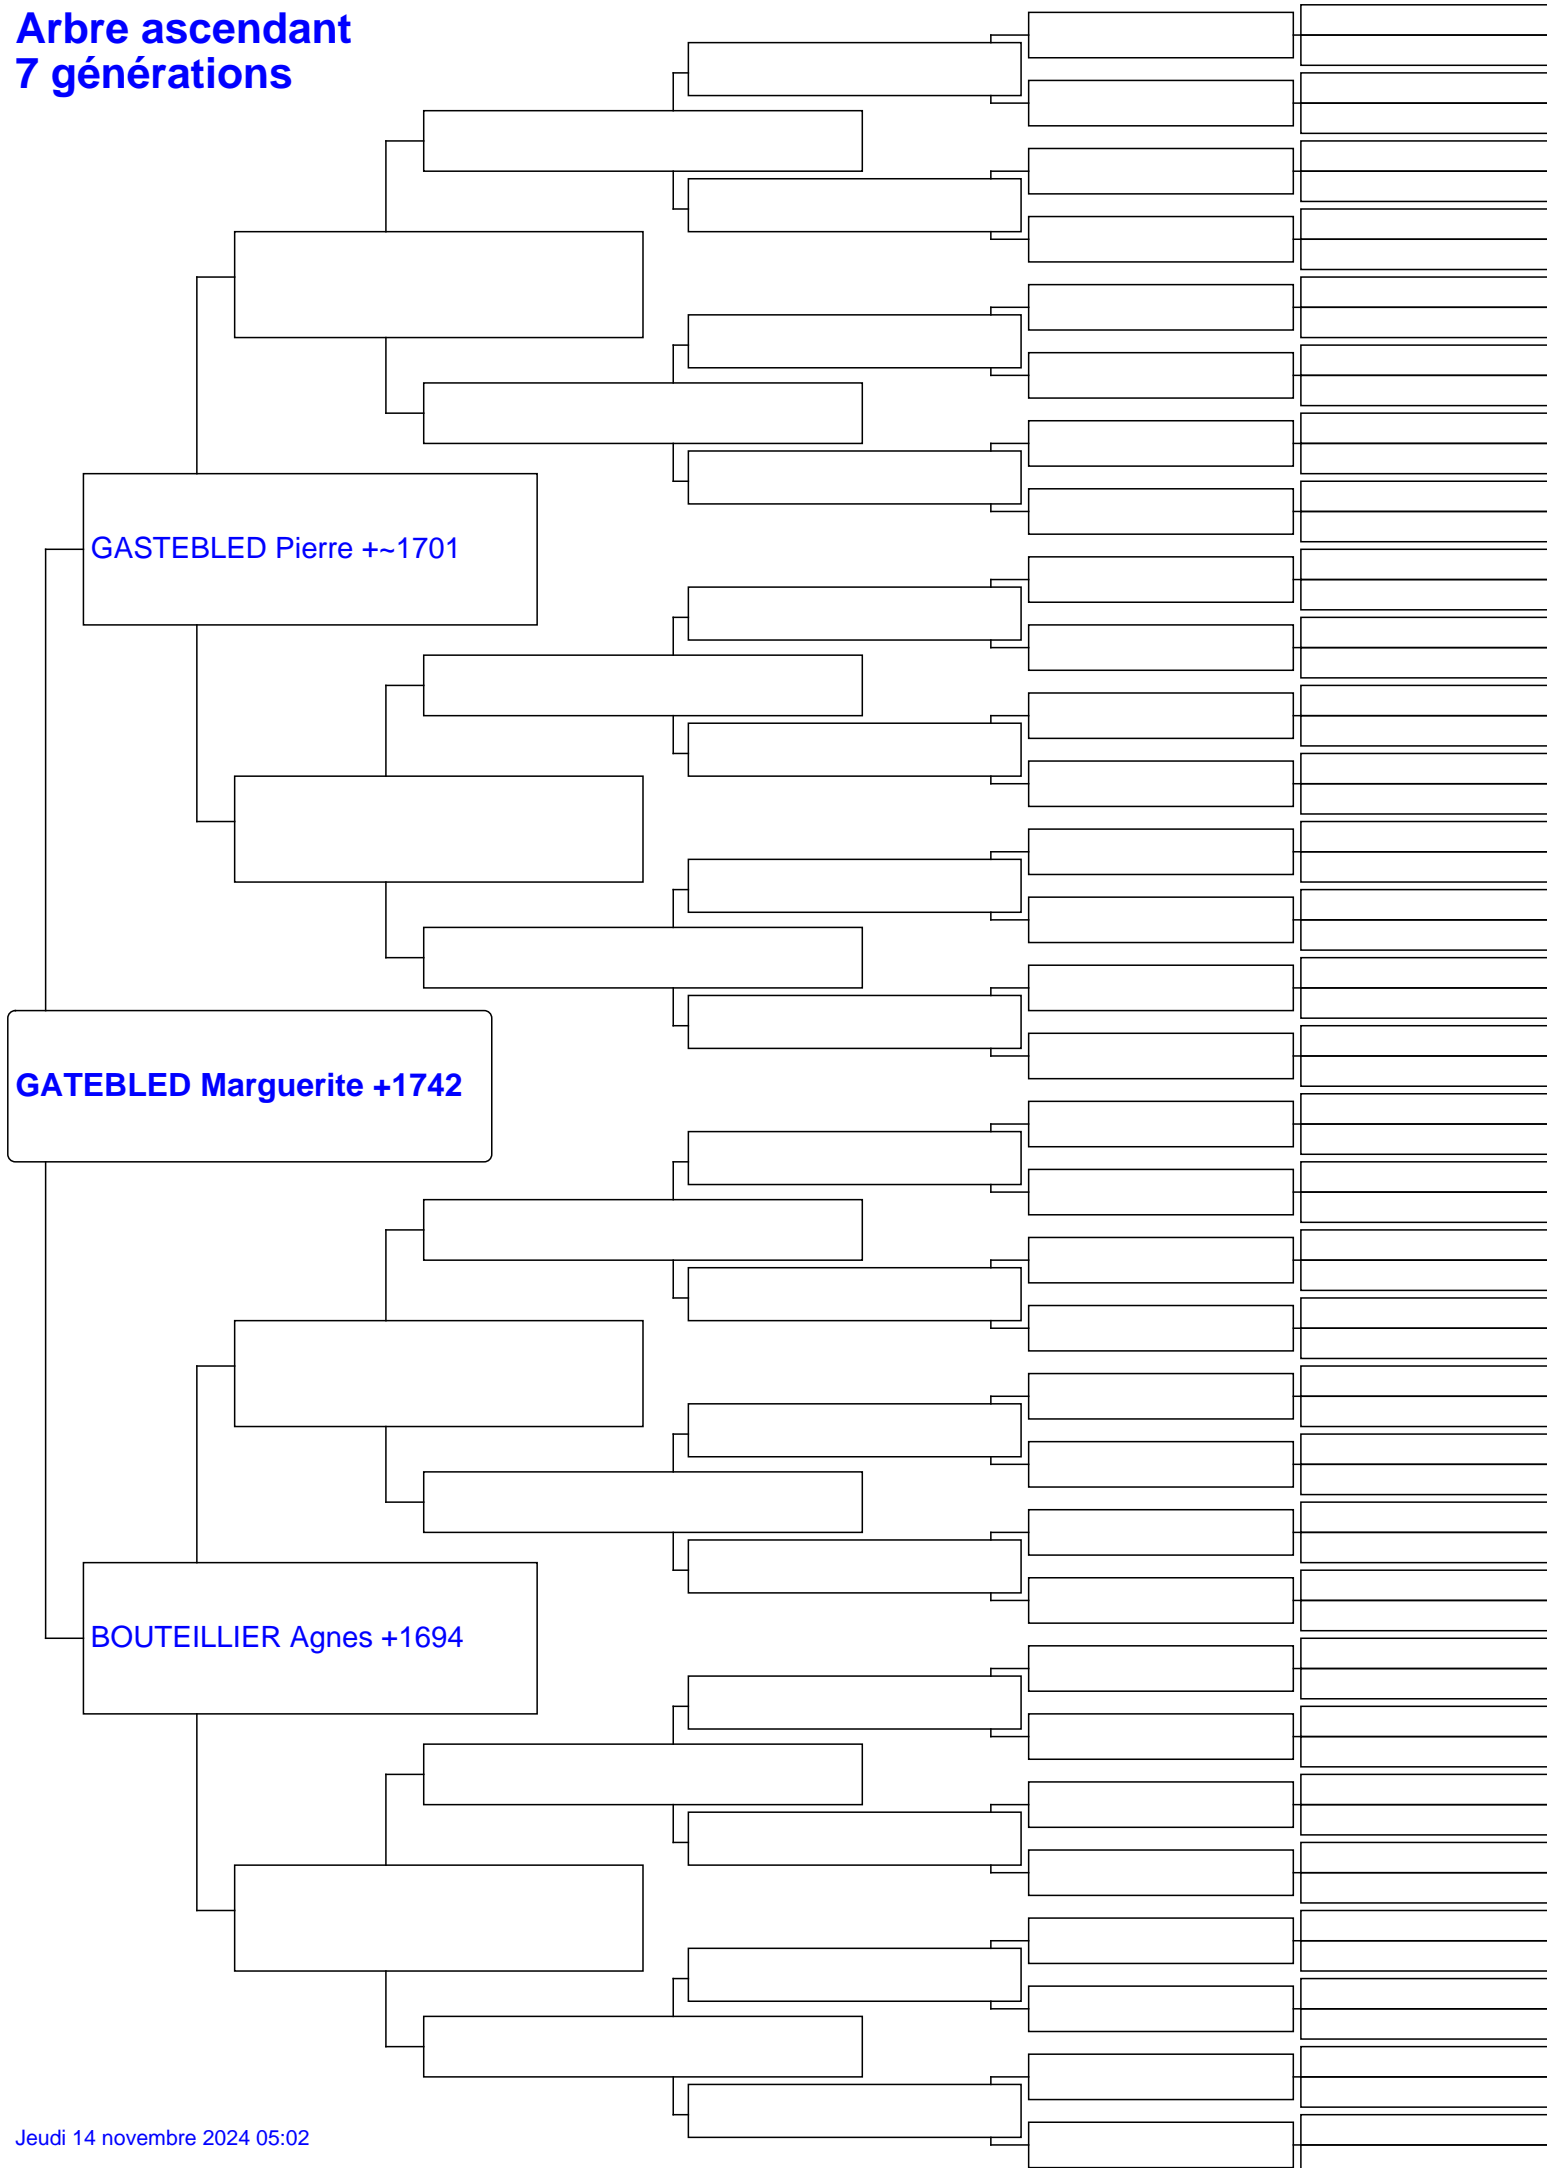 Arbre ascendant
7 générations
GASTEBLED Pierre +~1701
GATEBLED Marguerite +1742
BOUTEILLIER Agnes +1694
Jeudi 14 novembre 2024 05:02